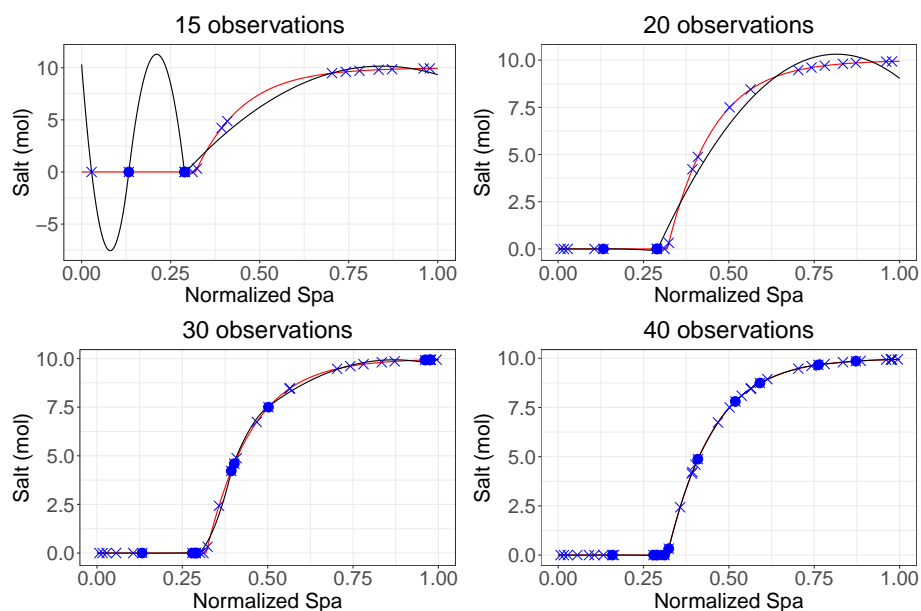 15 observations
Salt (mol)
10
5
0
−5
0.00 0.25 0.50 0.75 1.00
Normalized Spa
20 observations
Salt (mol)
10.0
7.5
5.0
2.5
0.0
0.00 0.25 0.50 0.75 1.00
Normalized Spa
30 observations
Salt (mol)
10.0
7.5
5.0
2.5
0.0
0.00 0.25 0.50 0.75 1.00
Normalized Spa
40 observations
Salt (mol)
10.0
7.5
5.0
2.5
0.0
0.00 0.25 0.50 0.75 1.00
Normalized Spa